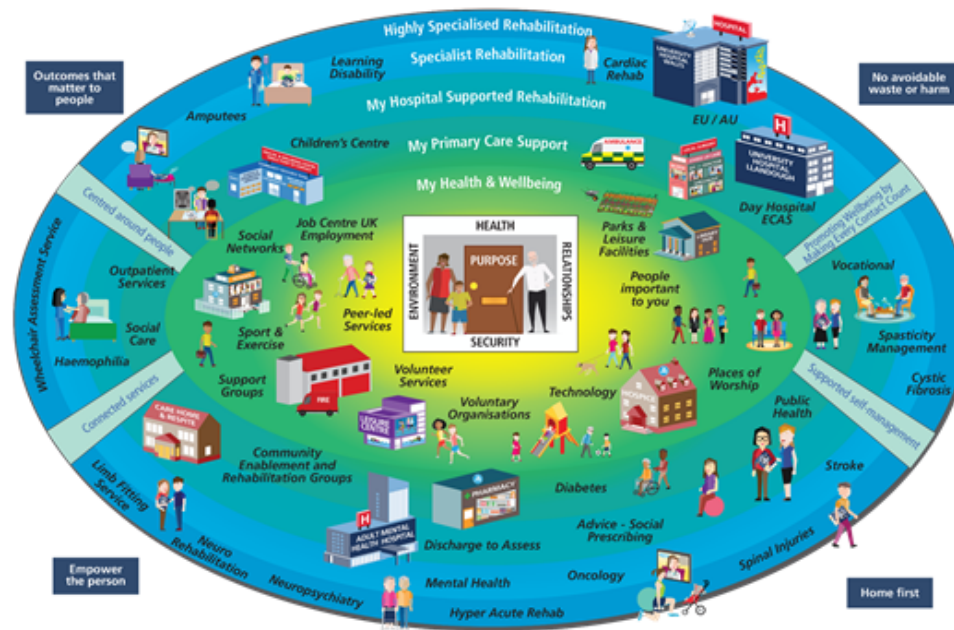 Highly Specialised Rehabilitation
Specialist Rehabilitation
My Hospital Supported Rehabilitation
My Primary Care Support
My Health & Wellbeing
Outcomes that
matter to
people
No avoidable
waste or harm
Learning
Disability
Amputees
Children's Centre
Cardiac
Rehab
HOSPITAL
UNIVERSITY
HOSPITAL
WALES
EU / AU
AMBULANCE
H
UNIVERSITY
HOSPITAL
LLANDOUGH
Day Hospital
ECAS
Centred around people
Promoting Wellbeing by
Making Every Contact Count
Wheelchair Assessment Service
Outpatient
Services
Social
Care
Haemophilia
Social
Networks
Job Centre UK
Employment
Peer-led
Services
Sport &
Exercise
HEALTH
ENVIRONMENT
PURPOSE
RELATIONSHIPS
SECURITY
Parks &
Leisure
Facilities
People
important
to you
Vocational
Spasticity
Management
Cystic
Fibrosis
Connected services
Supported self-management
Support
Groups
FIRE
Volunteer
Services
LEISURE
CENTRE
Voluntary
Organisations
Technology
HOSPICE
Places of
Worship
Public
Health
CARE HOME
& RESPITE
Community
Enablement and
Rehabilitation Groups
PHARMACY
Diabetes
Stroke
Limb Fitting
Service
Neuro
Rehabilitation
H
ADULT MENTAL
HEALTH HOSPITAL
Discharge to Assess
Advice - Social
Prescribing
Spinal Injuries
Neuropsychiatry
Mental Health
Oncology
Hyper Acute Rehab
Empower
the person
Home first